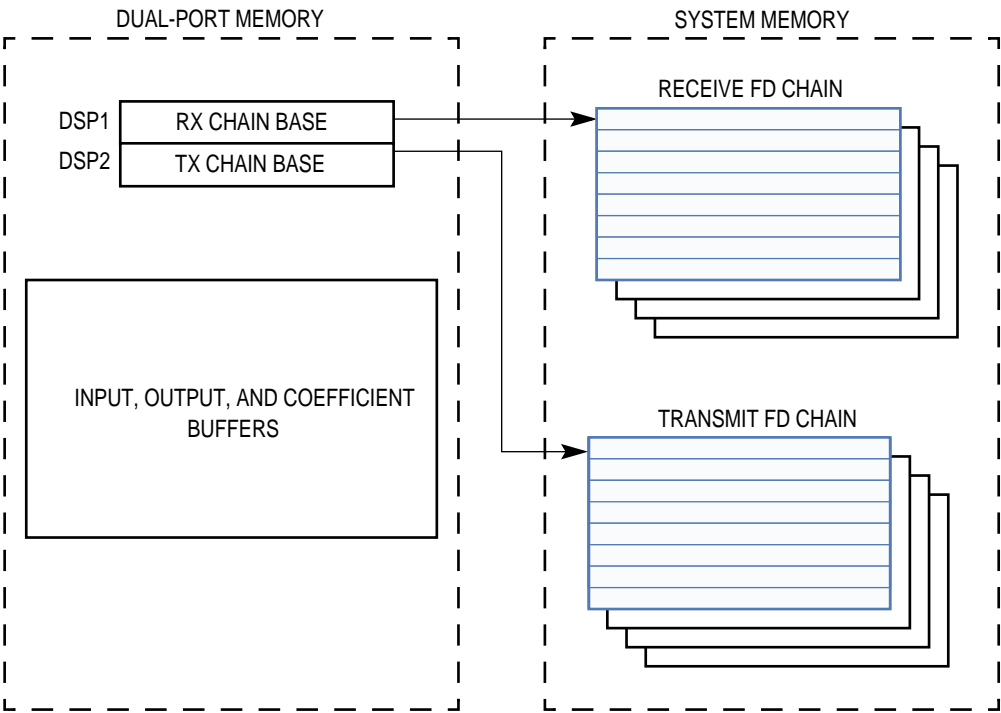 DUAL-PORT MEMORY
SYSTEM MEMORY
RECEIVE FD CHAIN
DSP1 RX CHAIN BASE
DSP2 TX CHAIN BASE
INPUT, OUTPUT, AND COEFFICIENT
BUFFERS
TRANSMIT FD CHAIN